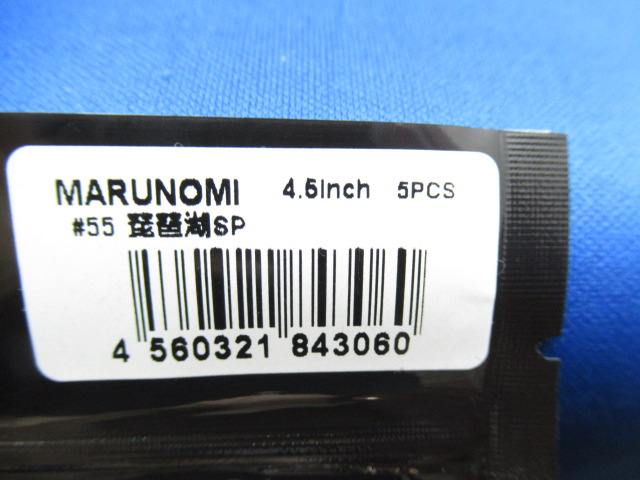 MARUNOMI 4.5inch 5PCS
#55 琵琶湖SP
4 560321 843060